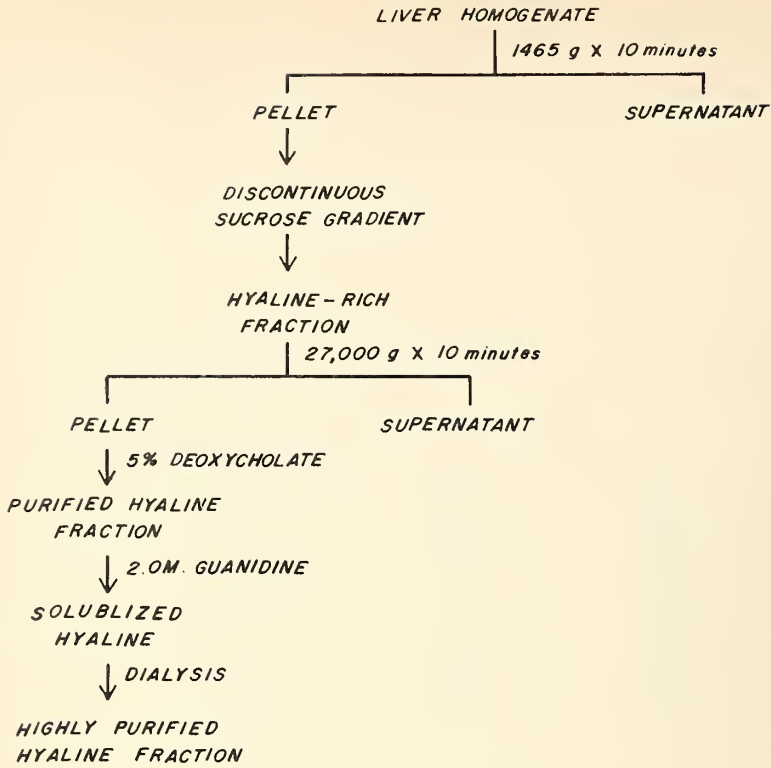 LIVER HOMOGENATE
1465 g X 10 minutes
PELLET
SUPERNATANT
DISCONTINUOUS
SUCROSE GRADIENT
HYALINE-RICH
FRACTION
27,000 g X 10 minutes
PELLET
SUPERNATANT
5% DEOXYCHOLATE
PURIFIED HYALINE
FRACTION
2.0M. GUANIDINE
SOLUBLIZED
HYALINE
DIALYSIS
HIGHLY PURIFIED
HYALINE FRACTION